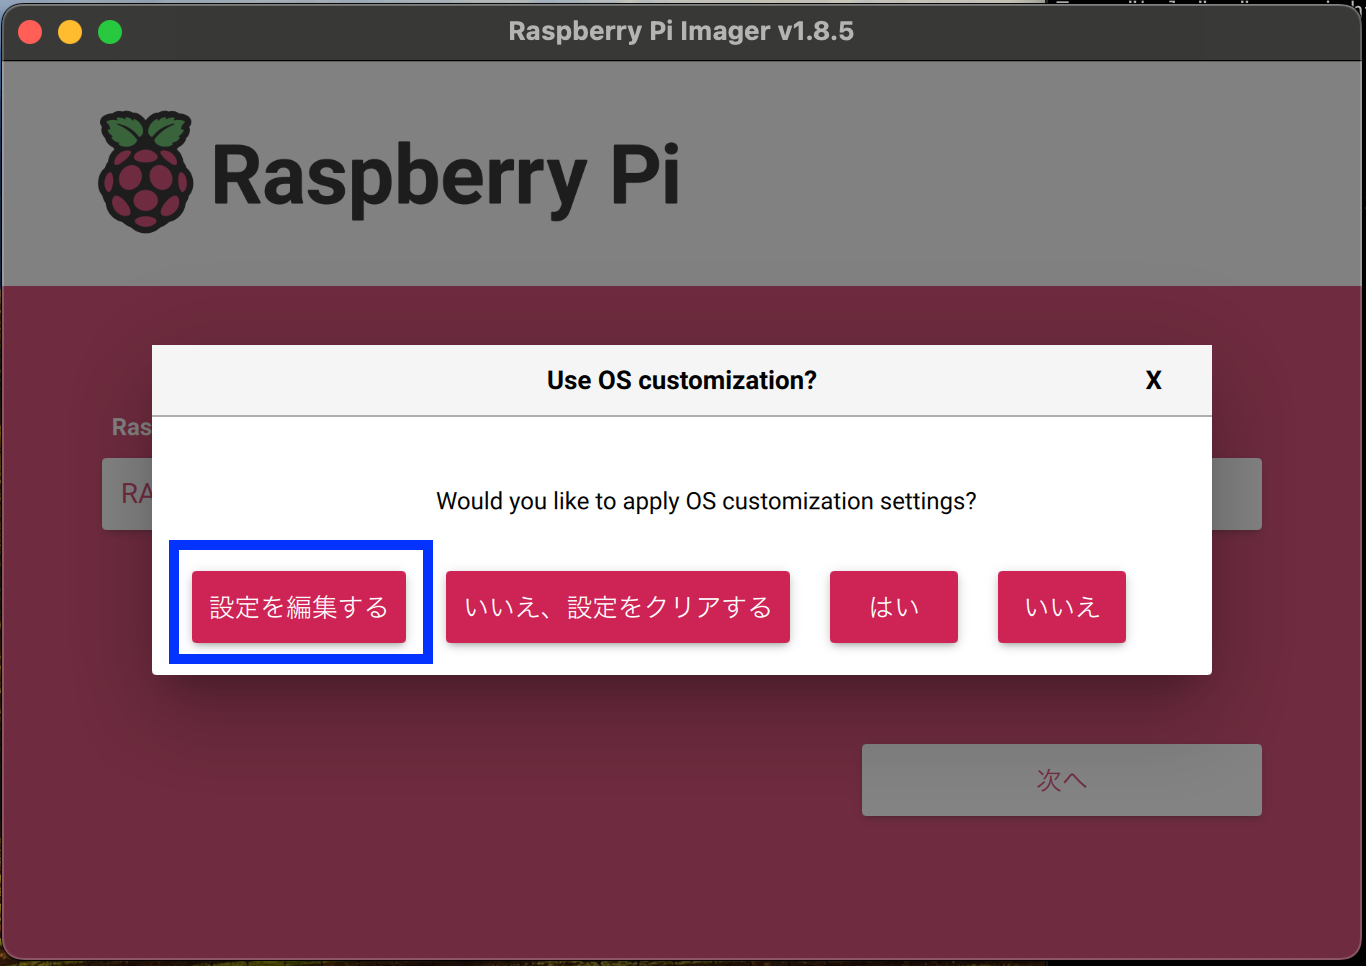 Raspberry Pi Imager v1.8.5
Raspberry Pi
Use OS customization?
X
Ras
RA
Would you like to apply OS customization settings?
設定を編集する
いいえ、設定をクリアする
はい
いいえ
次へ